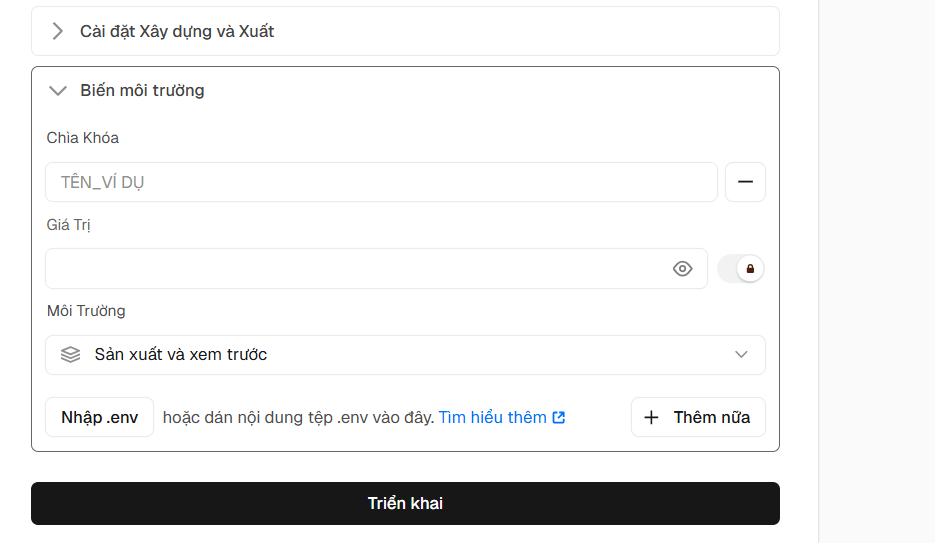 Cài đặt Xây dựng và Xuất
Biến môi trường
Chìa Khóa
TÊN_VÍ DỤ
Giá Trị
Môi Trường
Sản xuất và xem trước
Nhập .env hoặc dán nội dung tệp .env vào đây. Tìm hiểu thêm Thêm nữa
Triển khai